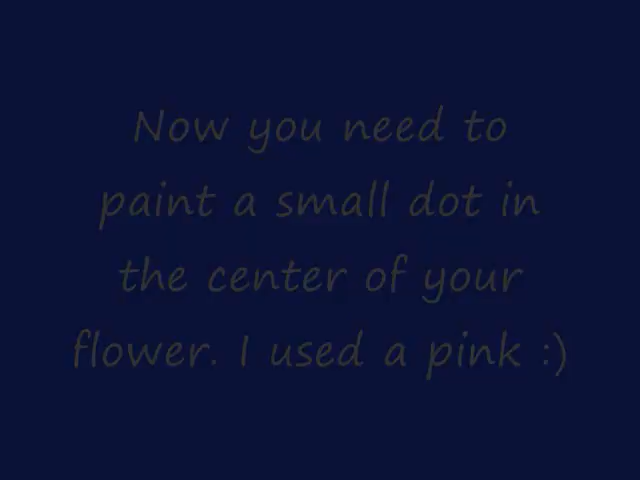 Now you need to
paint a small dot in
the center of your
flower. I used a pink :)